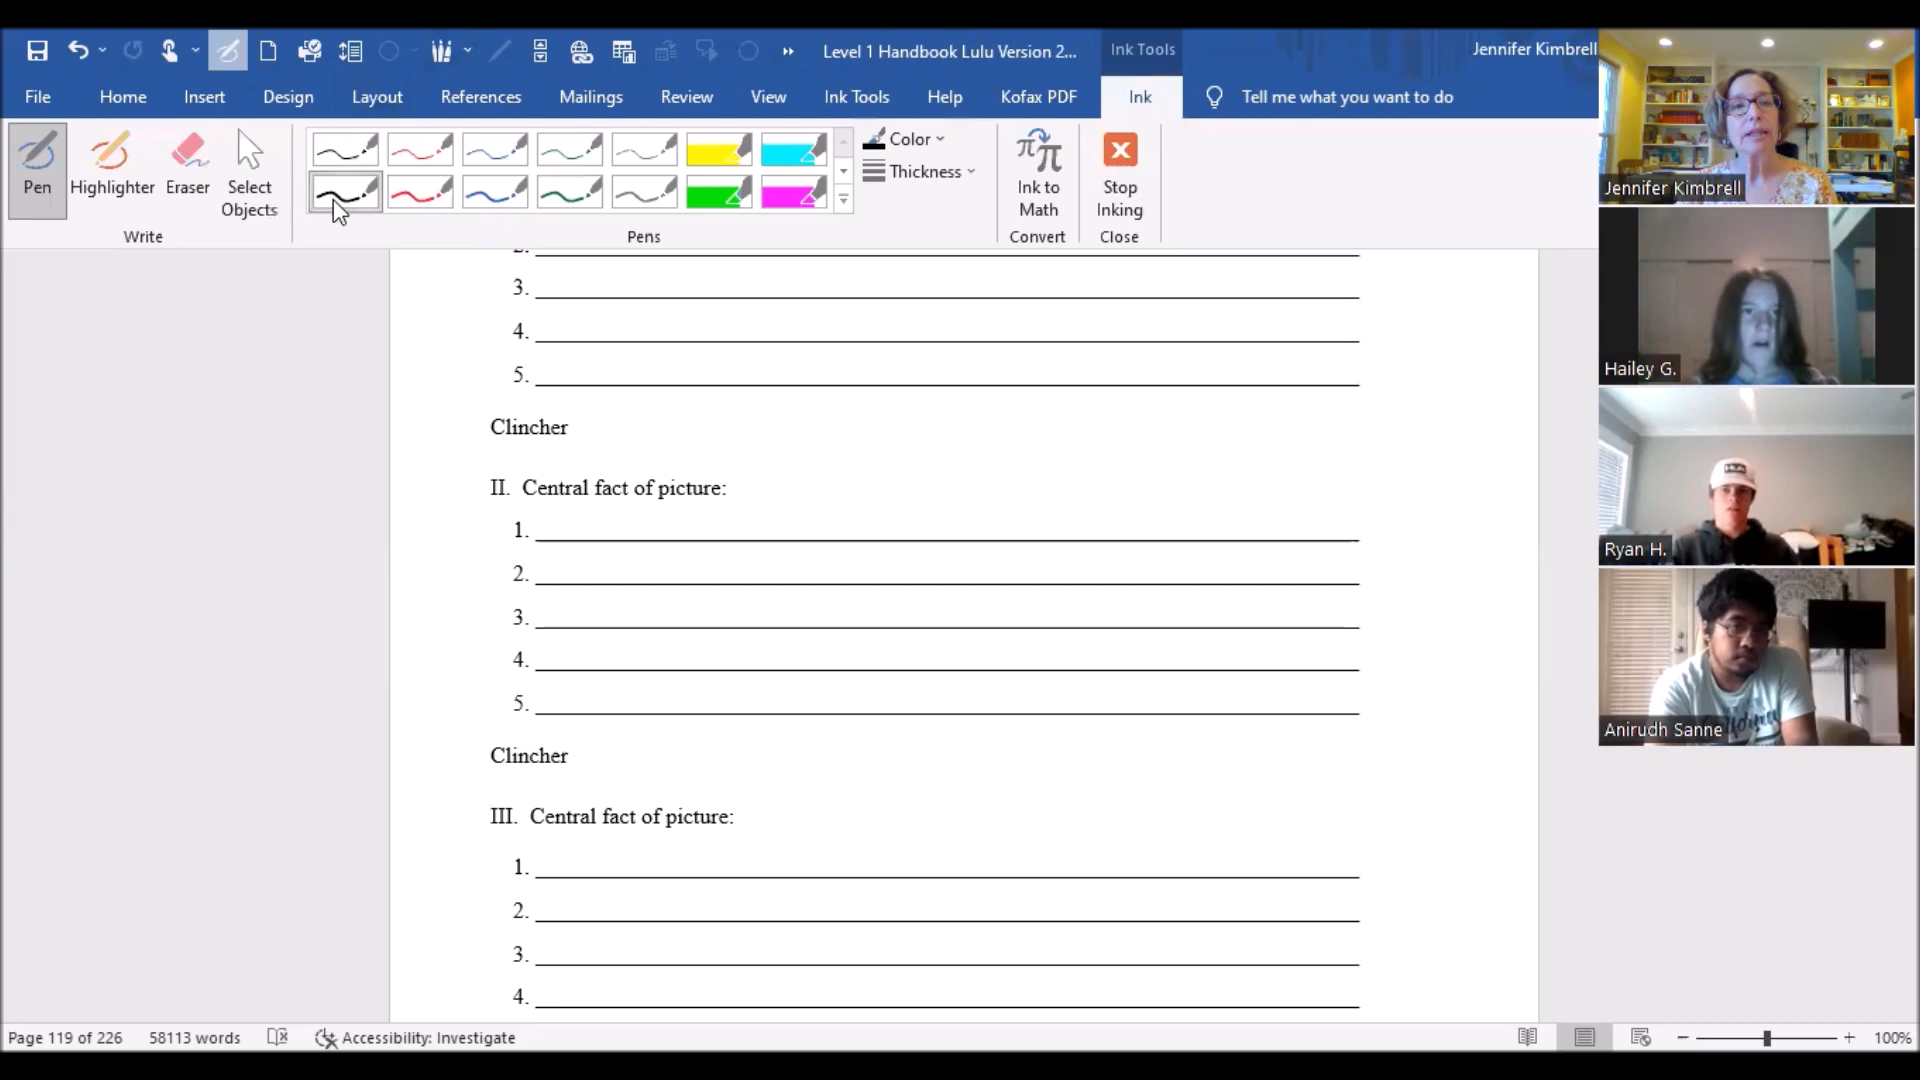 Level 1 Handbook Lulu Version 2...
Ink Tools
Jennifer Kimbrell
File
Home
Insert
Design
Layout
References
Mailings
Review
View
Ink Tools
Help
Kofax PDF
Ink
Tell me what you want to do
Pen
Highlighter
Eraser
Select
Objects
Color
Thickness
Ink to
Math
Stop
Inking
Write
Pens
Convert
Close
2.
3.
4.
5.
Clincher
II. Central fact of picture:
1.
2.
3.
4.
5.
Clincher
III. Central fact of picture:
1.
2.
3.
4.
Jennifer Kimbrell
Hailey G.
Ryan H.
Anirudh Sanne
Page 119 of 226
58113 words
Accessibility: Investigate
100%